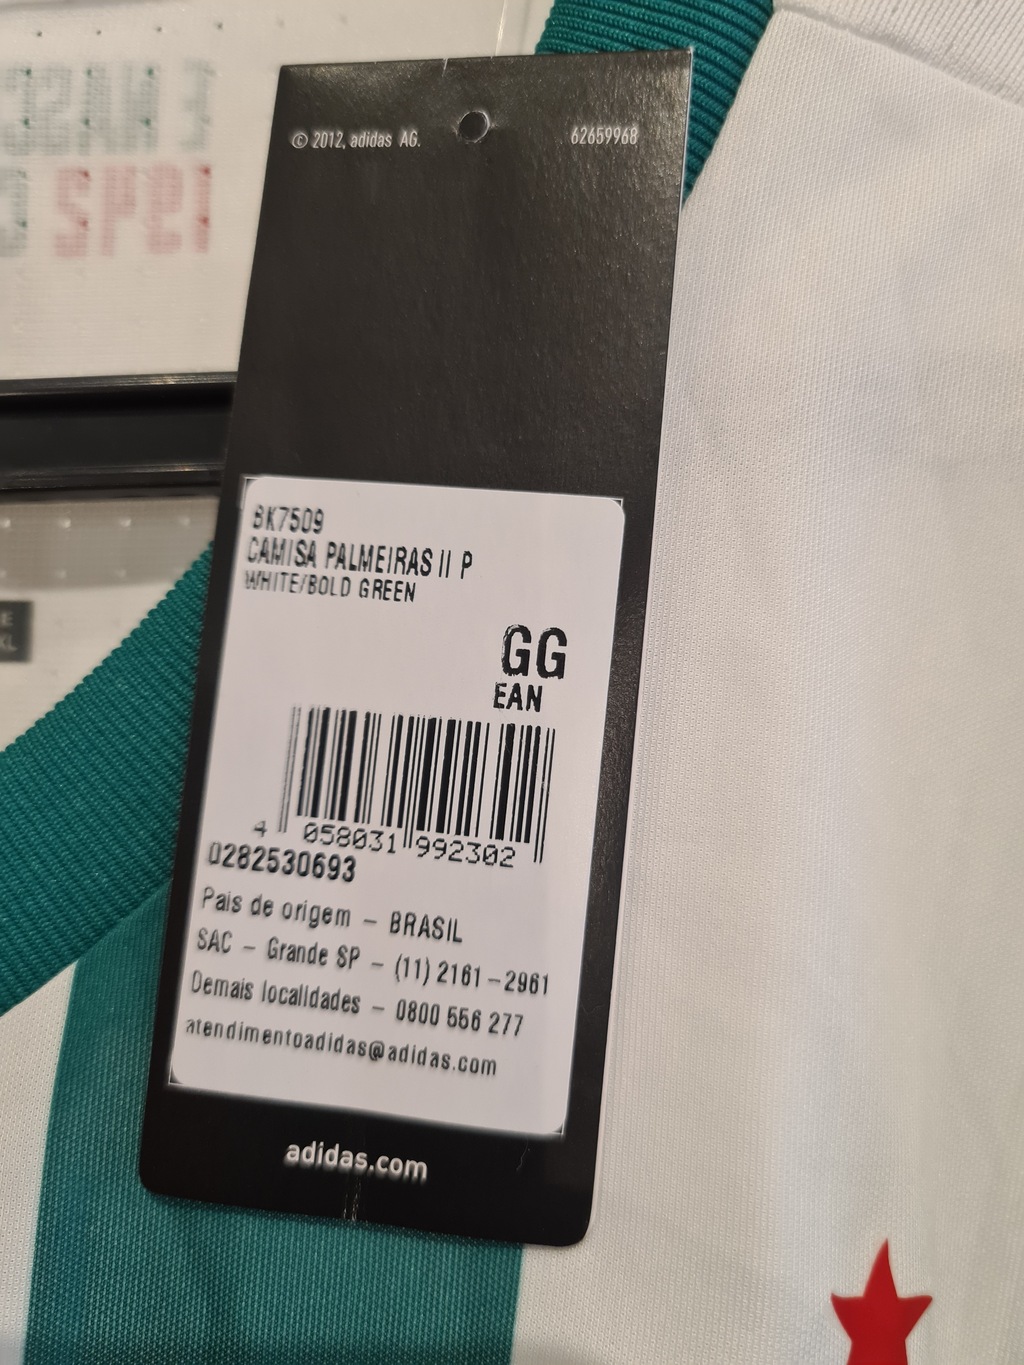 © 2012, adidas AG.
62659968
BK7509
CAMISA PALMEIRAS II P
WHITE/BOLD GREEN
GG
EAN
4 058031 992302
0282530693
Pais de origem – BRASIL
SAC – Grande SP – (11) 2161–2961
Demais localidades – 0800 556 277
atendimentoadidas@adidas.com
adidas.com